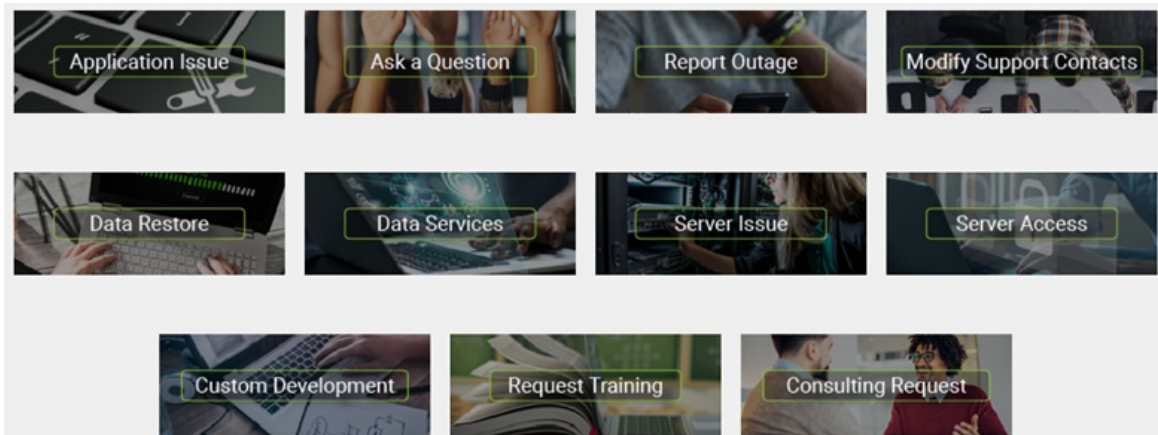 Application Issue
Ask a Question
Report Outage
Modify Support Contacts
Data Restore
Data Services
Server Issue
Server Access
Custom Development
Request Training
Consulting Request